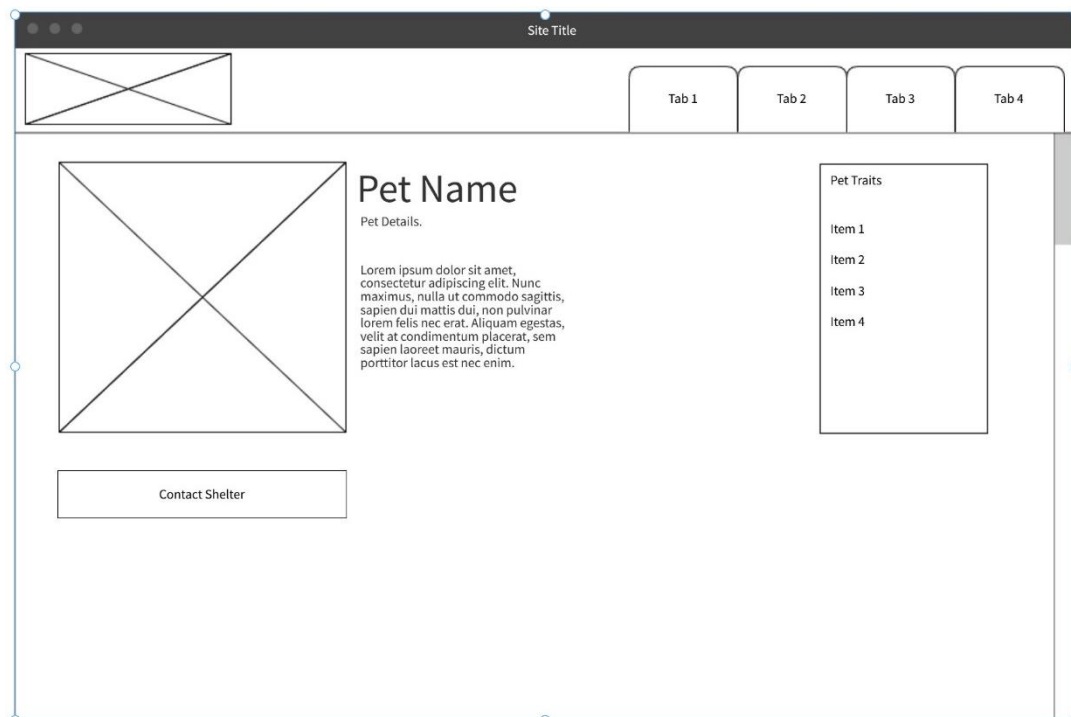 Site Title
Tab 1
Tab 2
Tab 3
Tab 4
Pet Name
Pet Details.
Lorem ipsum dolor sit amet,
consectetur adipiscing elit. Nunc
maximus, nulla ut commodo sagittis,
sapien dui mattis dui, non pulvinar
lorem felis nec erat. Aliquam egestas,
velit at condimentum placerat, sem
sapien laoreet mauris, dictum
porttitor lacus est nec enim.
Pet Traits
Item 1
Item 2
Item 3
Item 4
Contact Shelter